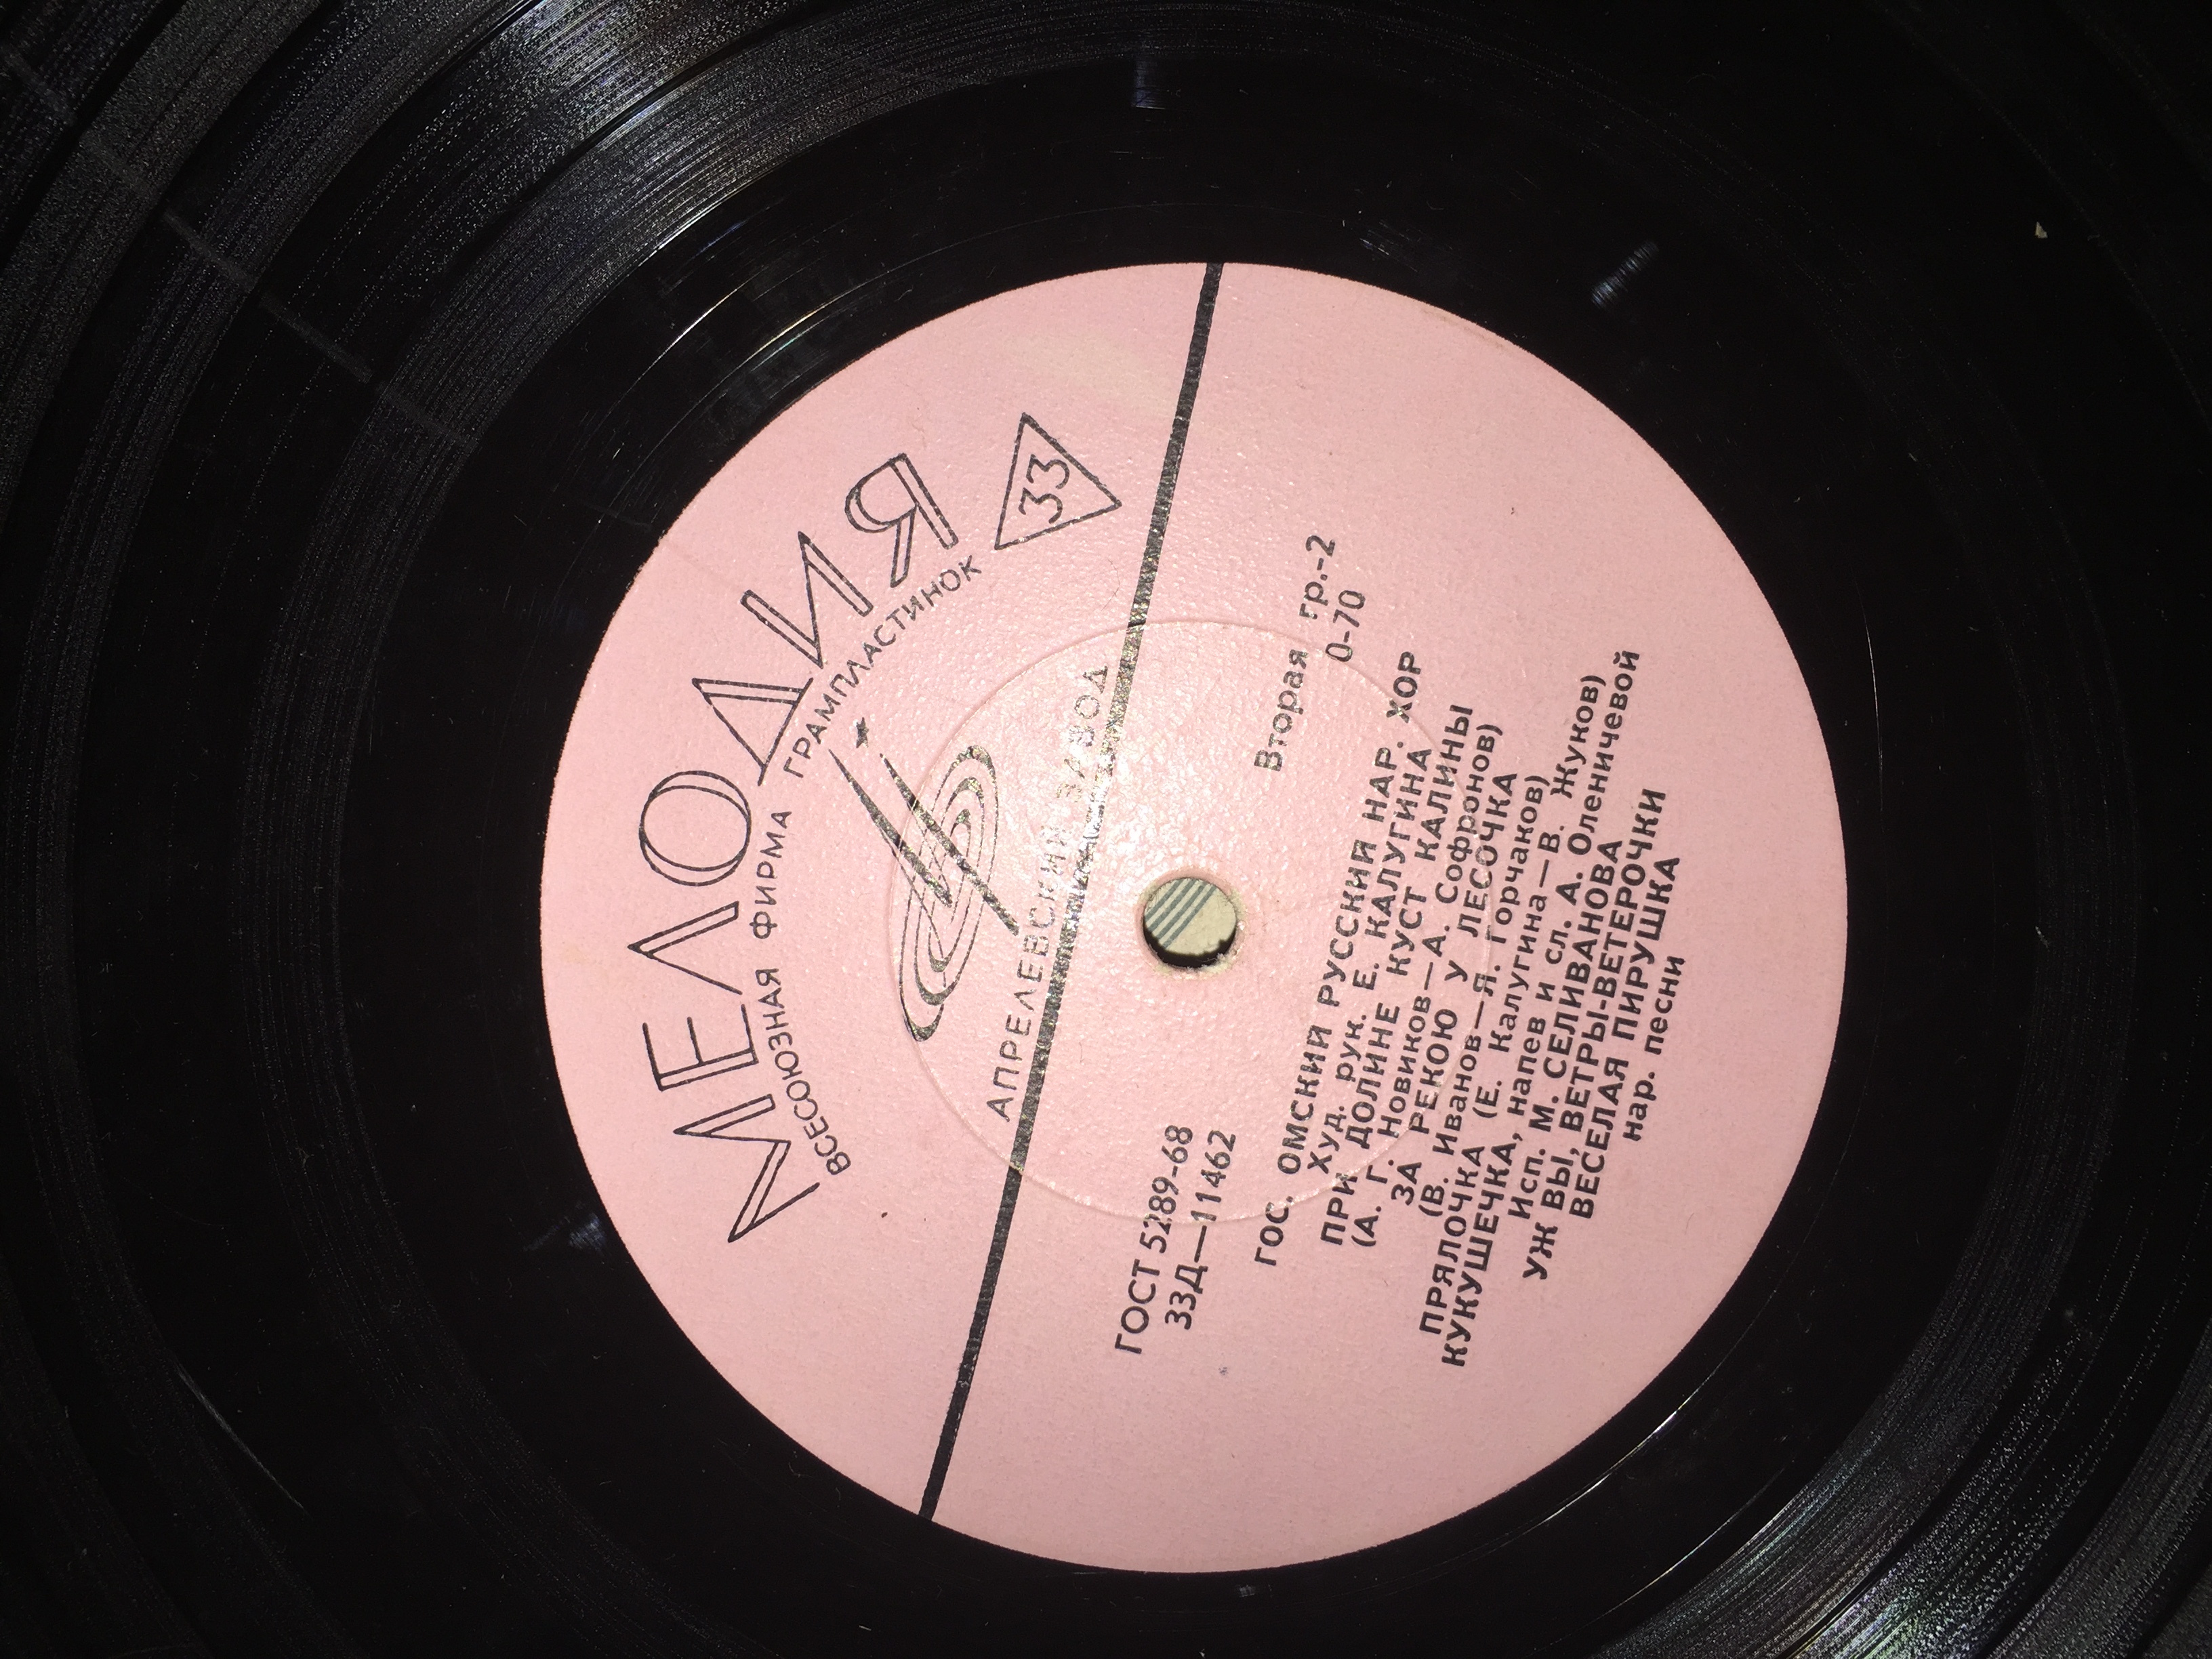 МЕЛОДИЯ
ВСЕСОЮЗНАЯ ФИРМА ГРАМПЛАСТИНОК
33
АПРЕЛЕВСКИЙ ЗАВОД
ГОСТ 5289-68
33Д—11462
Вторая гр.-2
0-70
ГОС. ОМСКИЙ РУССКИЙ НАР. ХОР
Худ. рук. Е. КАЛУГИНА
ПРИ ДОЛИНЕ КУСТ КАЛИНЫ
(А. Г. Новиков—А. Софронов)
ЗА РЕКОЮ У ЛЕСОЧКА
(В. Иванов—Л. Горчаков)
ПРЯЛОЧКА (Е. Калугина—В. Жуков)
КУКУШЕЧКА, напев и сл. А. Оленичевой
Исп. М. СЕЛИВАНОВА
УЖ ВЫ, ВЕТРЫ-ВЕТЕРОЧКИ
ВЕСЕЛАЯ ПИРУШКА
нар. песни